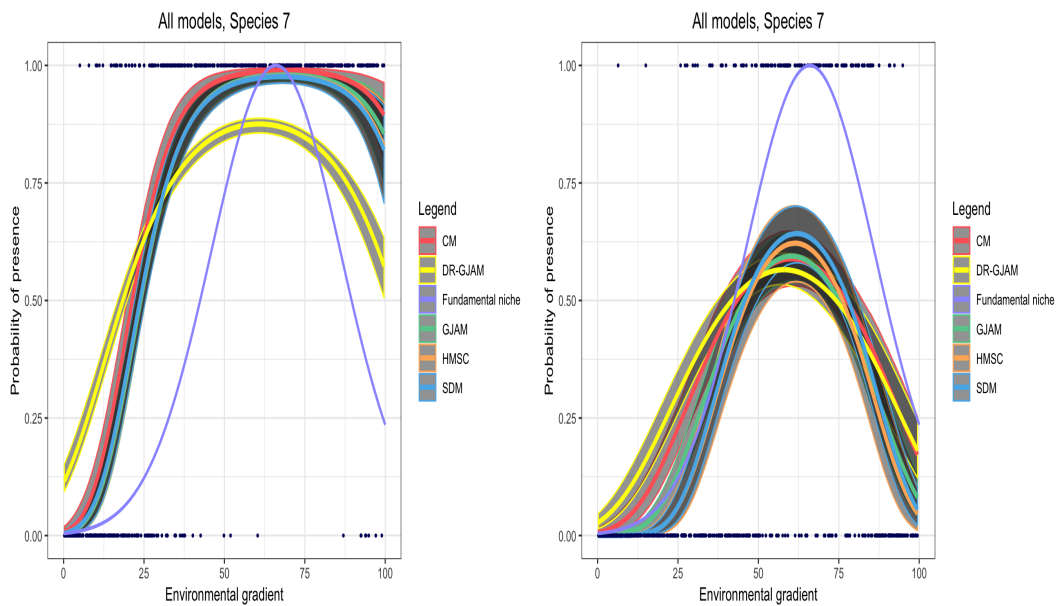 All models, Species 7
Probability of presence
1.00
0.75
0.50
0.25
0.00
0
25
50
75
100
Environmental gradient
Legend
CM
DR-GJAM
Fundamental niche
GJAM
HMSC
SDM
All models, Species 7
Probability of presence
1.00
0.75
0.50
0.25
0.00
0
25
50
75
100
Environmental gradient
Legend
CM
DR-GJAM
Fundamental niche
GJAM
HMSC
SDM